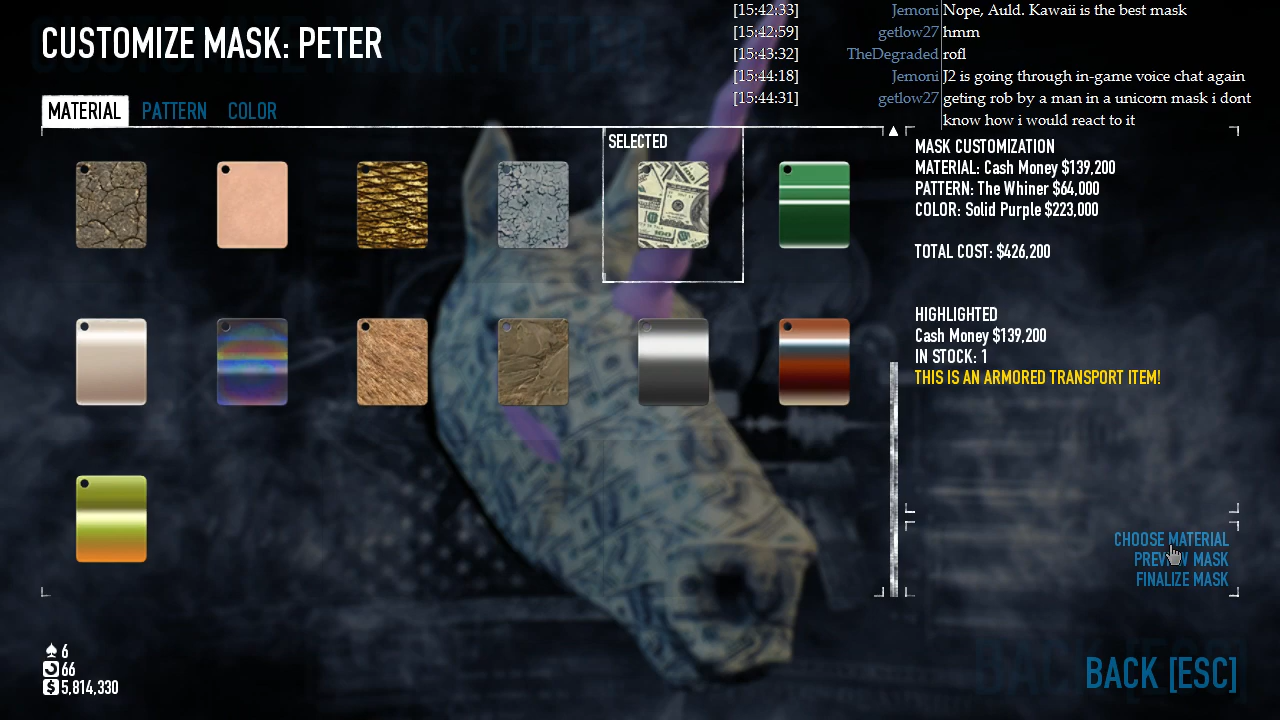 CUSTOMIZE MASK: PETER
[15:42:33] Jemoni Nope, Auld. Kawaii is the best mask
[15:42:59] getlow27 hmm
[15:43:32] TheDegraded rofl
[15:44:18] Jemoni J2 is going through in-game voice chat again
[15:44:31] getlow27 geting rob by a man in a unicorn mask i dont
know how i would react to it
MATERIAL PATTERN COLOR
SELECTED
MASK CUSTOMIZATION
MATERIAL: Cash Money $139,200
PATTERN: The Whiner $64,000
COLOR: Solid Purple $223,000
TOTAL COST: $426,200
HIGHLIGHTED
Cash Money $139,200
IN STOCK: 1
THIS IS AN ARMORED TRANSPORT ITEM!
CHOOSE MATERIAL
PREVIEW MASK
FINALIZE MASK
6
66
$ 5,814,330
BACK [ESC]